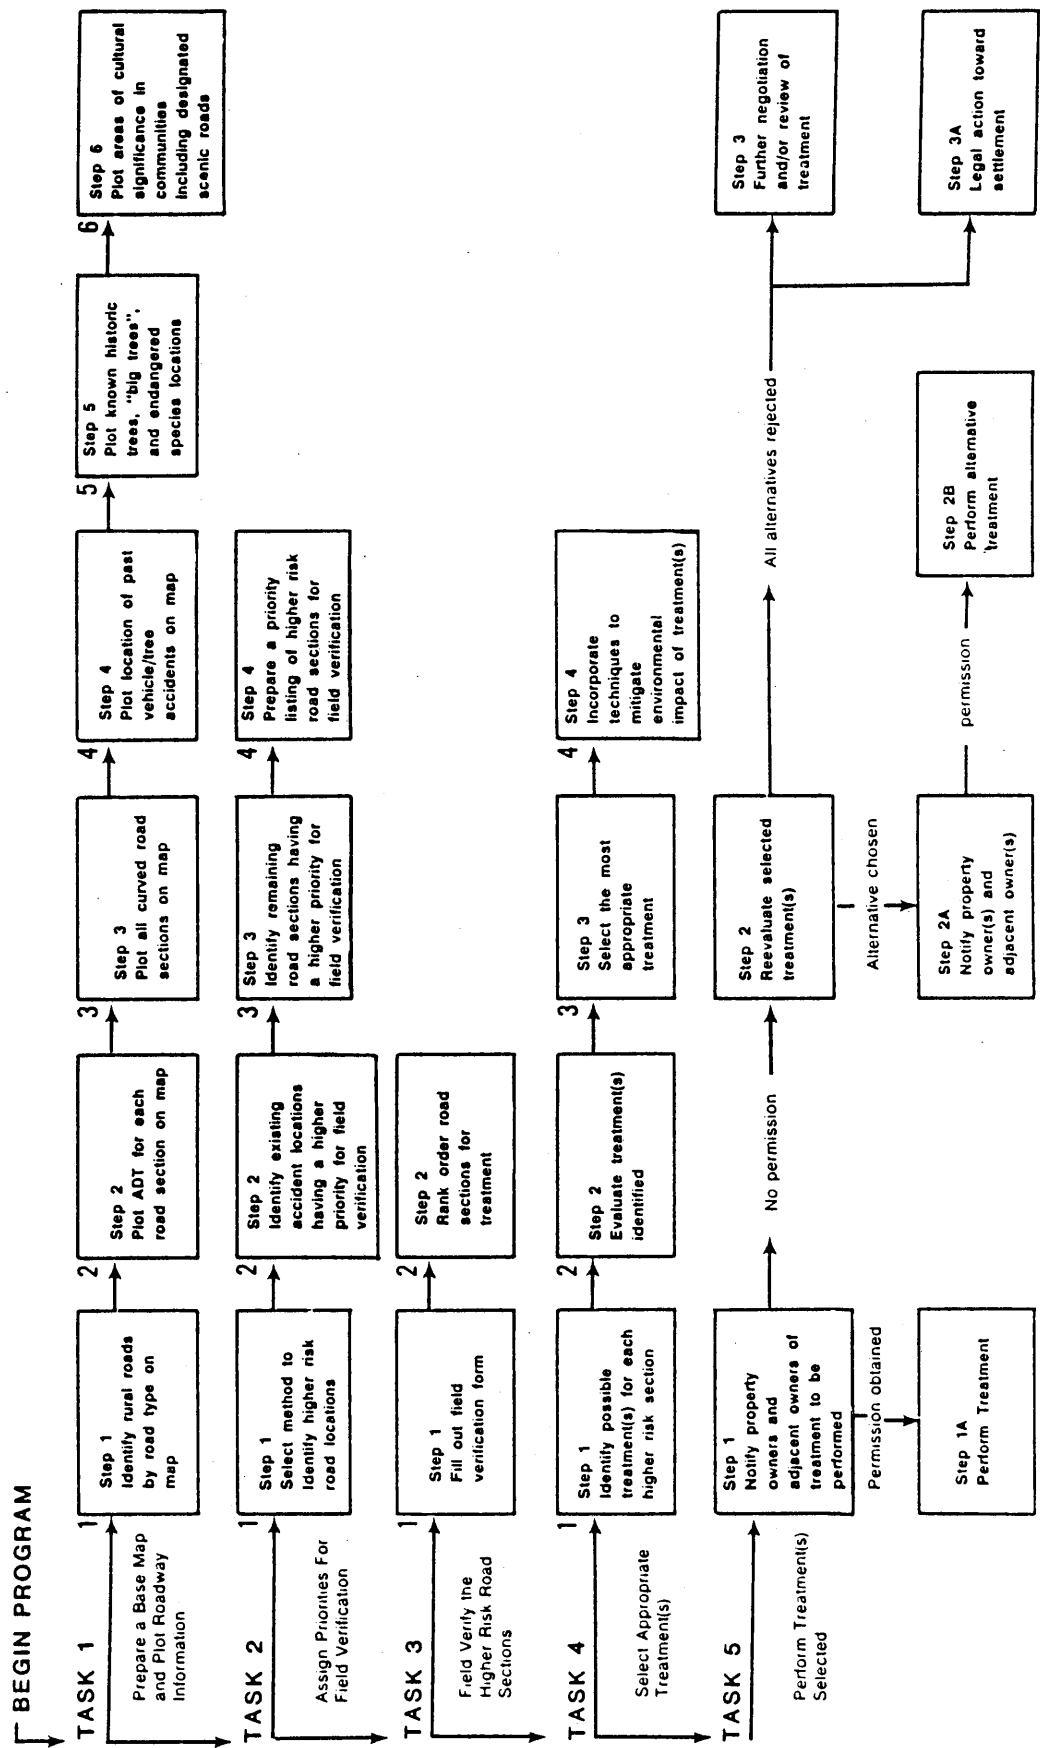 BEGIN PROGRAM
TASK 1
Prepare a Base Map
and Plot Roadway
Information
1
Step 1
Identify rural roads
by road type on
map
2
Step 2
Plot ADT for each
road section on map
3
Step 3
Plot all curved road
sections on map
4
Step 4
Plot location of past
vehicle/tree
accidents on map
5
Step 5
Plot known historic
trees, "big trees",
and endangered
species locations
6
Step 6
Plot areas of cultural
significance in
communities
including designated
scenic roads
TASK 2
Assign Priorities For
Field Verification
1
Step 1
Select method to
identify higher risk
road locations
2
Step 2
Identify existing
accident locations
having a higher
priority for field
verification
3
Step 3
Identify remaining
road sections having
a higher priority for
field verification
4
Step 4
Prepare a priority
listing of higher risk
road sections for
field verification
TASK 3
Field Verify the
Higher Risk Road
Sections
1
Step 1
Fill out field
verification form
2
Step 2
Rank order road
sections for
treatment
TASK 4
Select Appropriate
Treatment(s)
1
Step 1
Identify possible
treatment(s) for each
higher risk section
2
Step 2
Evaluate treatment(s)
identified
3
Step 3
Select the most
appropriate
treatment
4
Step 4
Incorporate
techniques to
mitigate
environmental
impact of treatment(s)
TASK 5
Perform Treatment(s)
Selected
Step 1
Notify property
owners and
adjacent owners of
treatment to be
performed
Permission obtained
Step 1A
Perform Treatment
No permission
Step 2
Reevaluate selected
treatment(s)
Alternative chosen
Step 2A
Notify property
owner(s) and
adjacent owner(s)
permission
Step 2B
Perform alternative
treatment
All alternatives rejected
Step 3
Further negotiation
and/or review of
treatment
Step 3A
Legal action toward
settlement